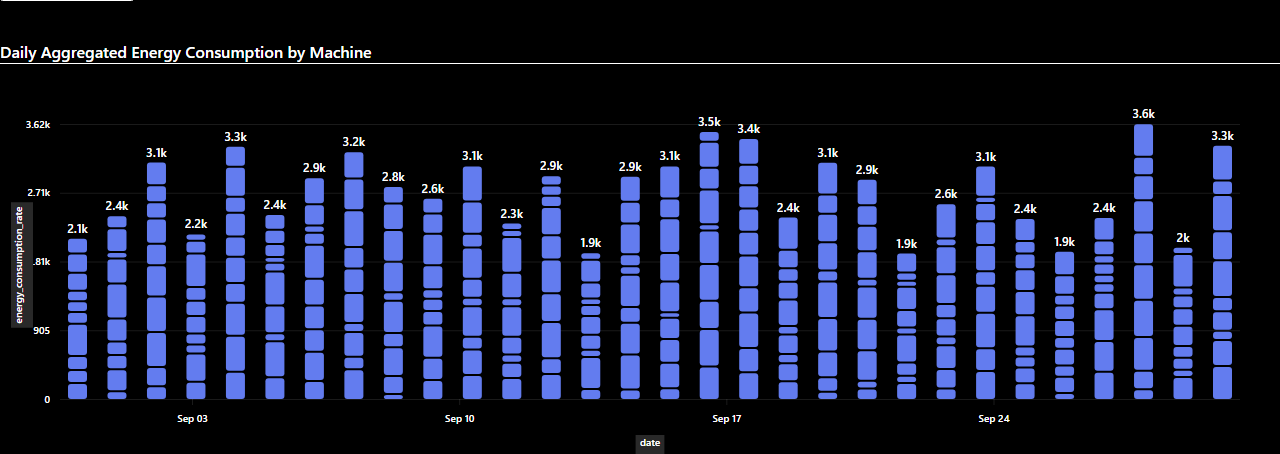 Daily Aggregated Energy Consumption by Machine
3.62k
2.71k
.81k
905
0
energy_consumption_rate
2.1k
2.4k
3.1k
2.2k
3.3k
2.4k
2.9k
3.2k
2.8k
2.6k
3.1k
2.3k
2.9k
1.9k
2.9k
3.1k
3.5k
3.4k
2.4k
3.1k
2.9k
1.9k
2.6k
3.1k
2.4k
1.9k
2.4k
3.6k
2k
3.3k
Sep 03
Sep 10
Sep 17
Sep 24
date